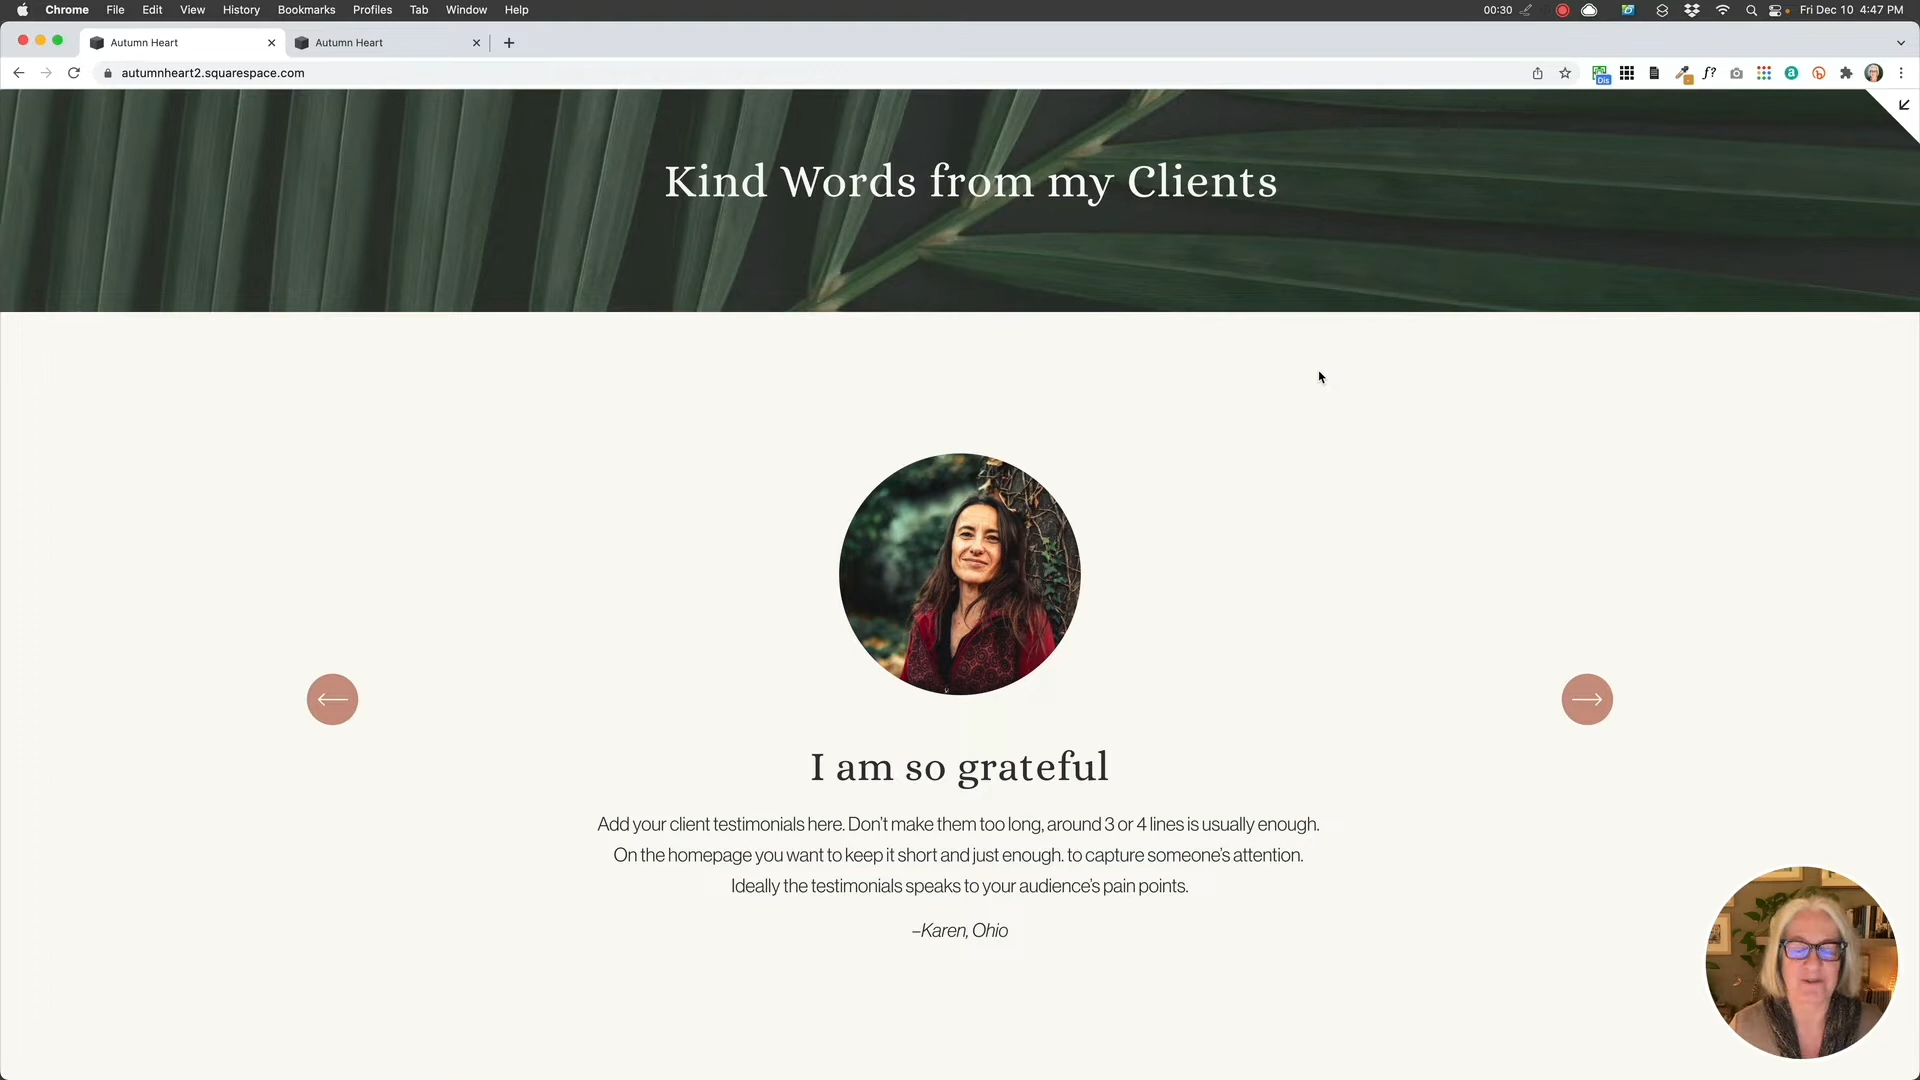 Chrome File Edit View History Bookmarks Profiles Tab Window Help 00:30 Fri Dec 10 4:47 PM
Autumn Heart Autumn Heart
autumnheart2.squarespace.com Dis f? a b
Kind Words from my Clients
I am so grateful
Add your client testimonials here. Don't make them too long, around 3 or 4 lines is usually enough.
On the homepage you want to keep it short and just enough. to capture someone's attention.
Ideally the testimonials speaks to your audience's pain points.
–Karen, Ohio